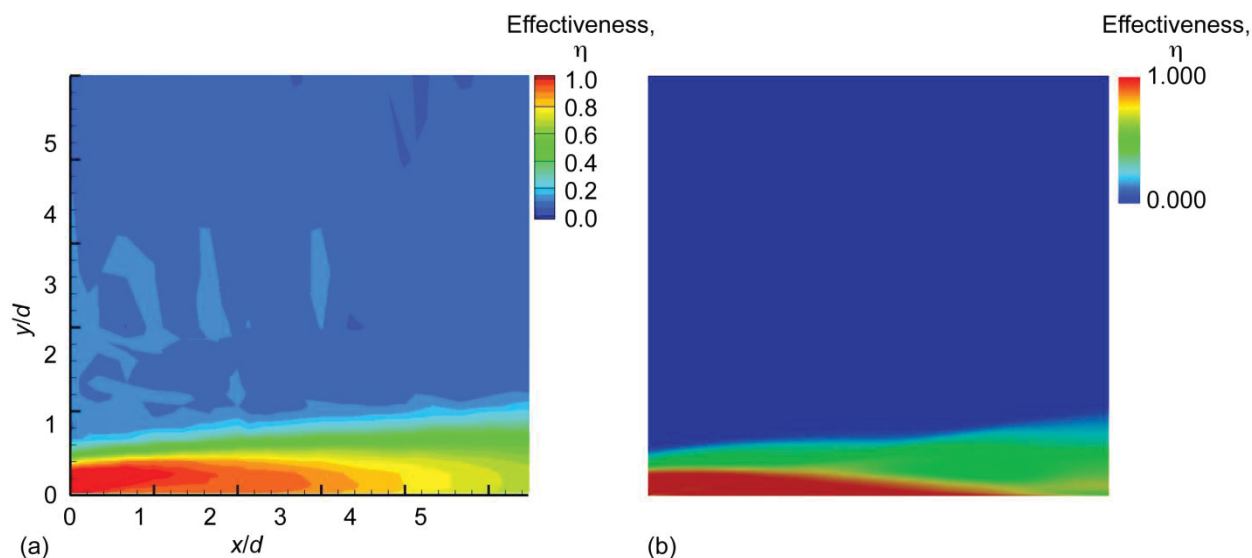 Effectiveness,
η
1.0
0.8
0.6
0.4
0.2
0.0
5
4
3
2
1
0
y/d
0 1 2 3 4 5
x/d
(a)
Effectiveness,
η
1.000
0.000
(b)